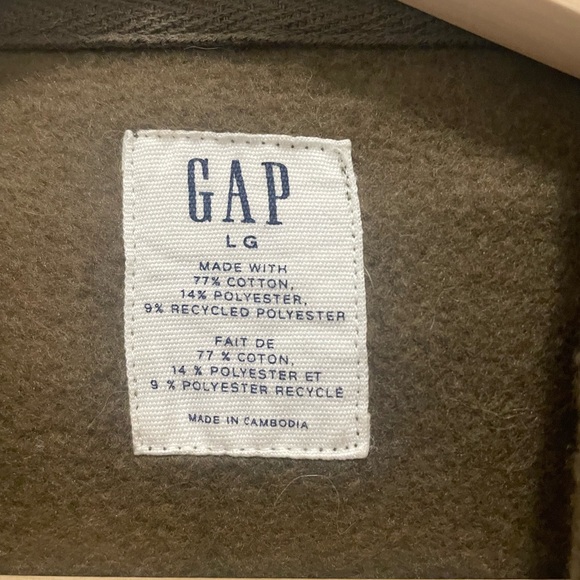 GAP
LG
MADE WITH
77% COTTON,
14% POLYESTER,
9% RECYCLED POLYESTER
FAIT DE
77 % COTON,
14 % POLYESTER ET
9 % POLYESTER RECYCLÉ
MADE IN CAMBODIA